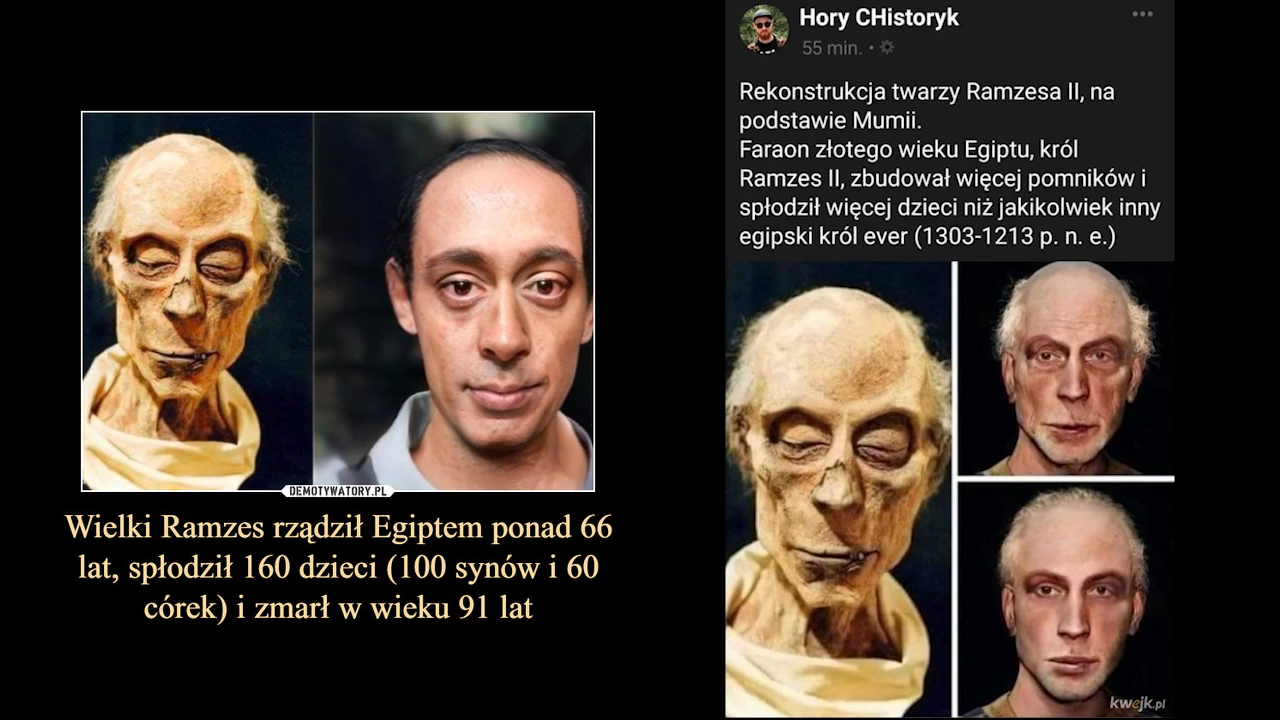 DEMOTYWATORY.PL
Wielki Ramzes rządził Egiptem ponad 66
lat, spłodził 160 dzieci (100 synów i 60
córek) i zmarł w wieku 91 lat
Hory CHistoryk
55 min. •
Rekonstrukcja twarzy Ramzesa II, na
podstawie Mumii.
Faraon złotego wieku Egiptu, król
Ramzes II, zbudował więcej pomników i
spłodził więcej dzieci niż jakikolwiek inny
egipski król ever (1303-1213 p. n. e.)
kwejk.pl